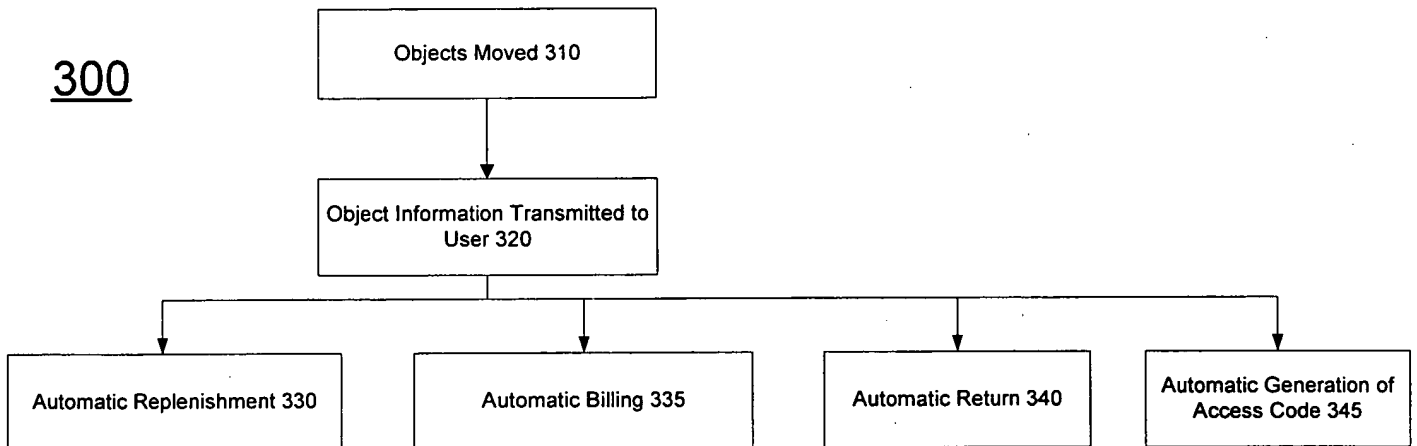 300
Objects Moved 310
Object Information Transmitted to
User 320
Automatic Replenishment 330
Automatic Billing 335
Automatic Return 340
Automatic Generation of
Access Code 345